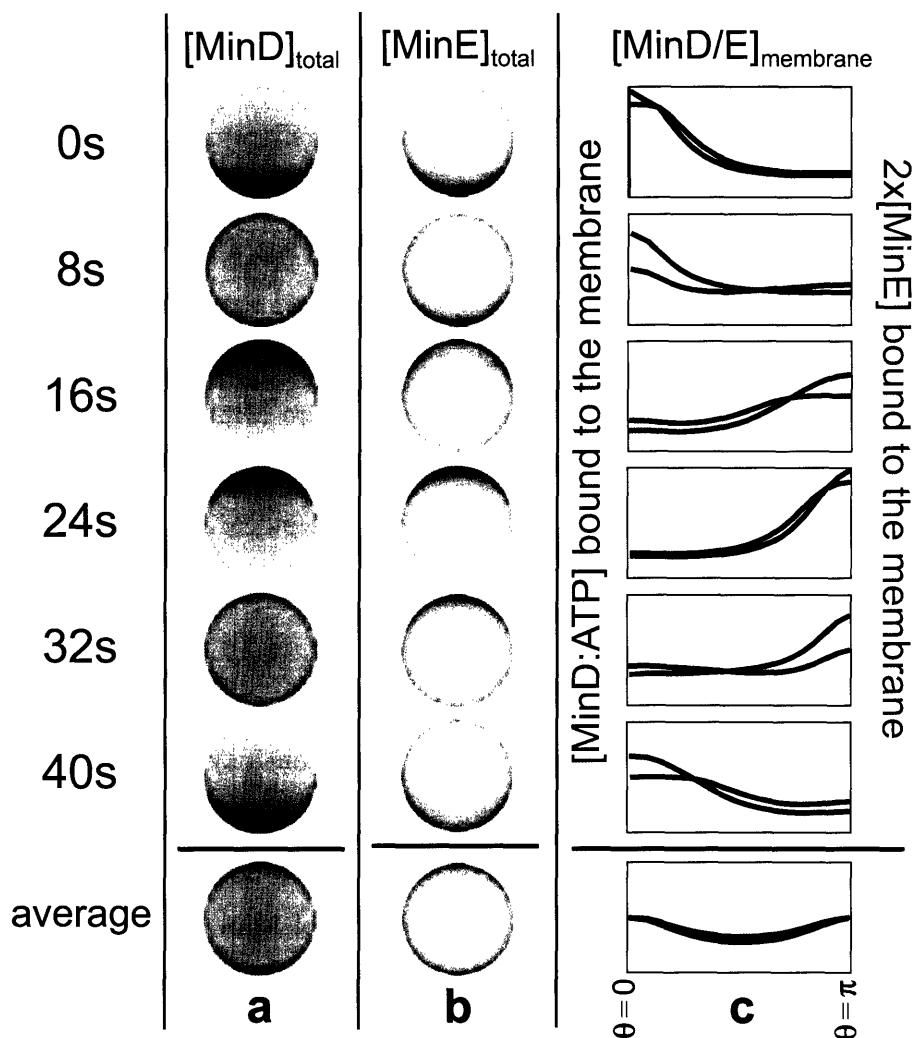 [MinD]total
[MinE]total
[MinD/E]membrane
0s
8s
16s
24s
32s
40s
average
[MinD:ATP] bound to the membrane
2x[MinE] bound to the membrane
θ = 0
θ = π
a
b
c